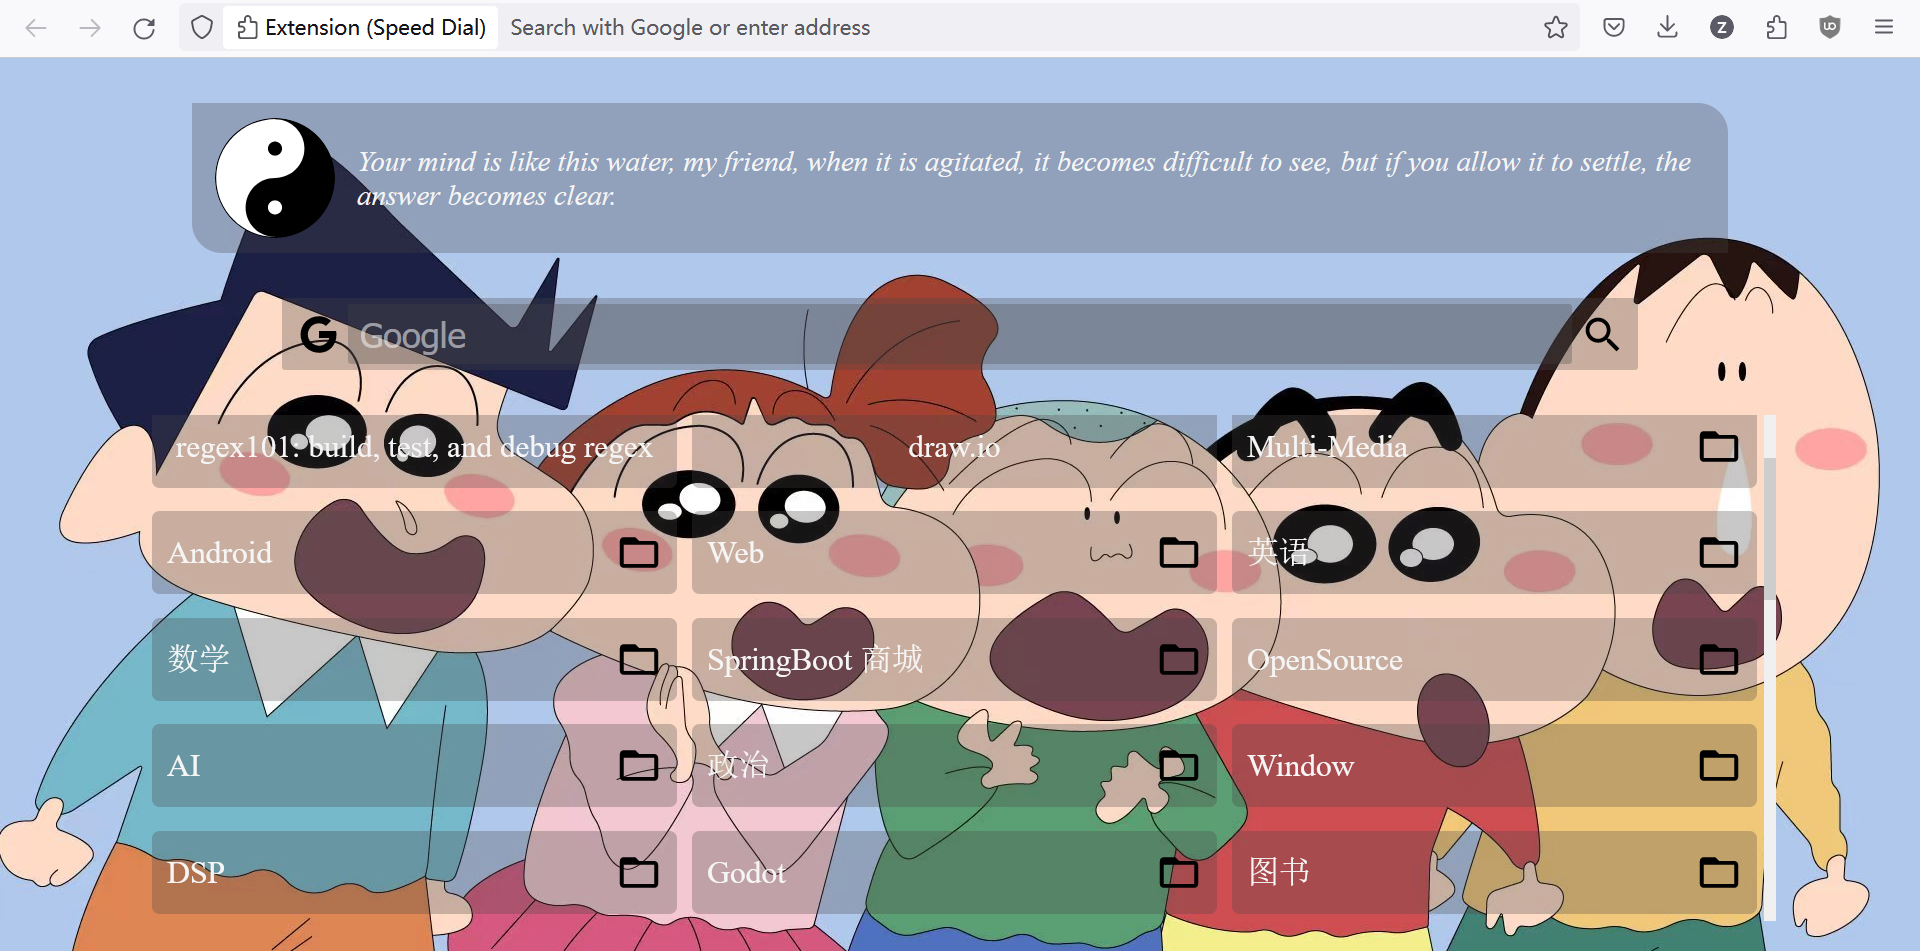 Extension (Speed Dial) Search with Google or enter address
Z
Your mind is like this water, my friend, when it is agitated, it becomes difficult to see, but if you allow it to settle, the
answer becomes clear.
G Google
regex101: build, test, and debug regex
draw.io
Multi-Media
Android
Web
英语
数学
SpringBoot 商城
OpenSource
AI
政治
Window
DSP
Godot
图书